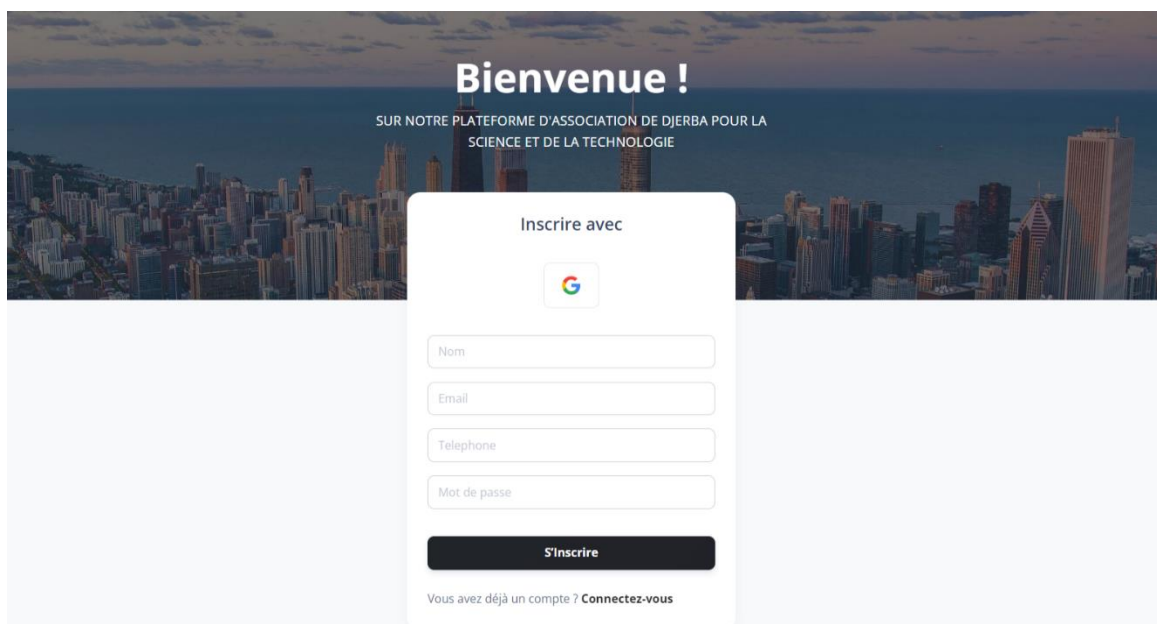 Bienvenue !
SUR NOTRE PLATEFORME D'ASSOCIATION DE DJERBA POUR LA
SCIENCE ET DE LA TECHNOLOGIE
Inscrire avec
Nom
Email
Telephone
Mot de passe
S'Inscrire
Vous avez déjà un compte ? Connectez-vous